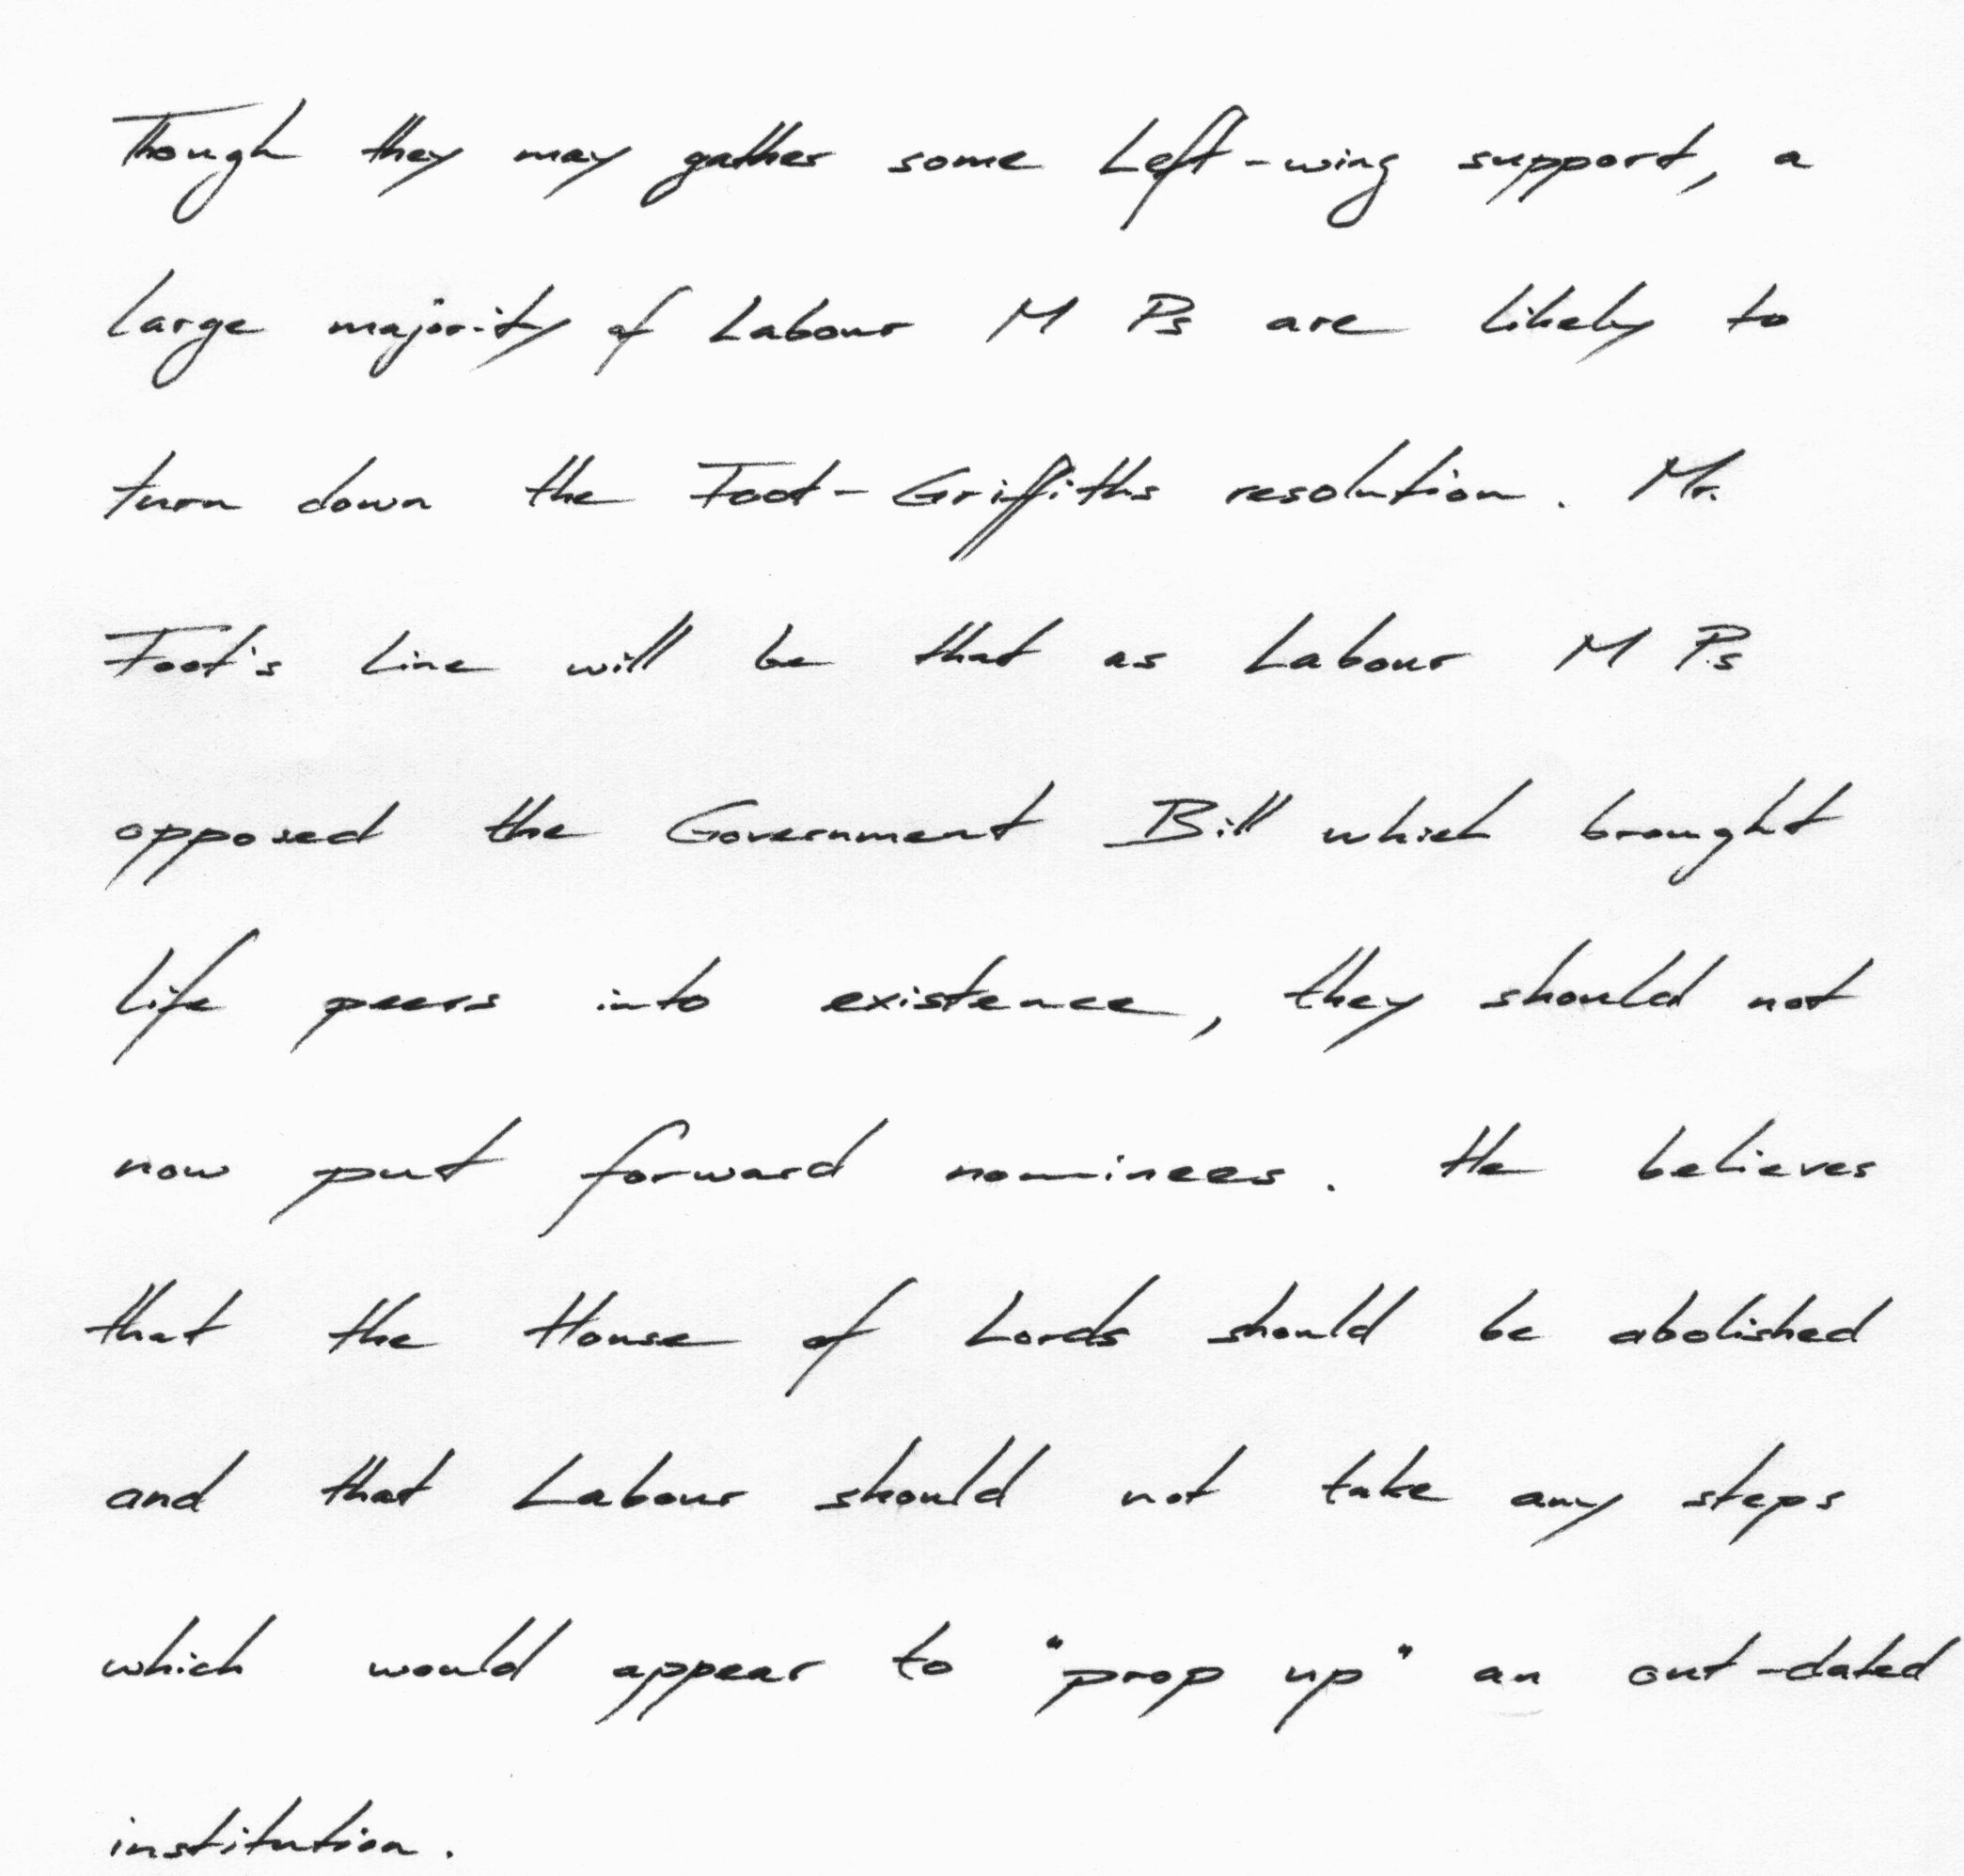 Though they may gather some Left-wing support, a
large majority of Labour M Ps are likely to
turn down the Foot-Griffiths resolution. Mr.
Foot's line will be that as Labour M Ps
opposed the Government Bill which brought
life peers into existence, they should not
now put forward nominees. He believes
that the House of Lords should be abolished
and that Labour should not take any steps
which would appear to "prop up" an out-dated
institution.